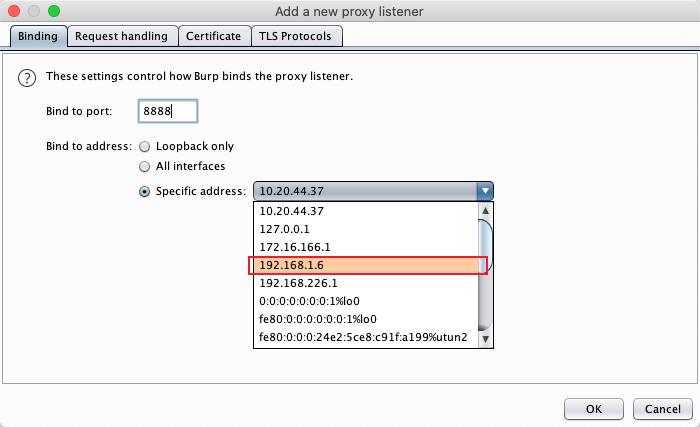 Add a new proxy listener
Binding Request handling Certificate TLS Protocols
? These settings control how Burp binds the proxy listener.
Bind to port: 8888
Bind to address: Loopback only
All interfaces
Specific address: 10.20.44.37
10.20.44.37
127.0.0.1
172.16.166.1
192.168.1.6
192.168.226.1
0:0:0:0:0:0:0:1%lo0
fe80:0:0:0:0:0:0:1%lo0
fe80:0:0:0:24e2:5ce8:c91f:a199%utun2
OK Cancel